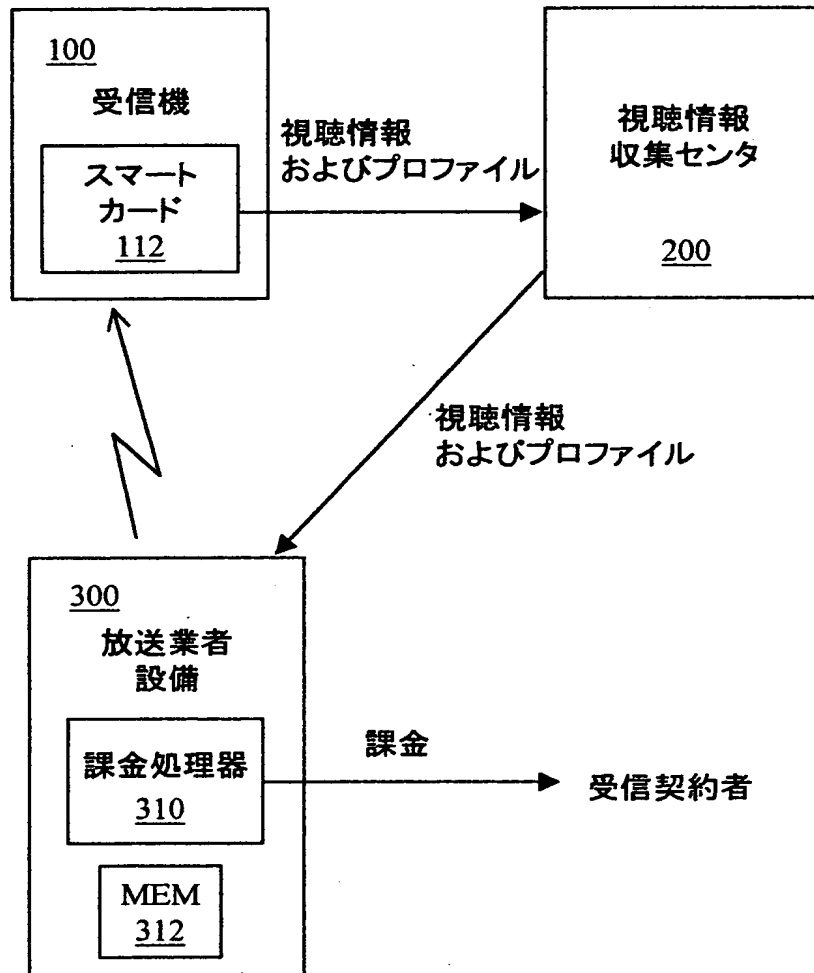 100
受信機
スマート
カード
112
視聴情報
およびプロファイル
視聴情報
収集センタ
200
視聴情報
およびプロファイル
300
放送業者
設備
課金処理器
310
課金
受信契約者
MEM
312